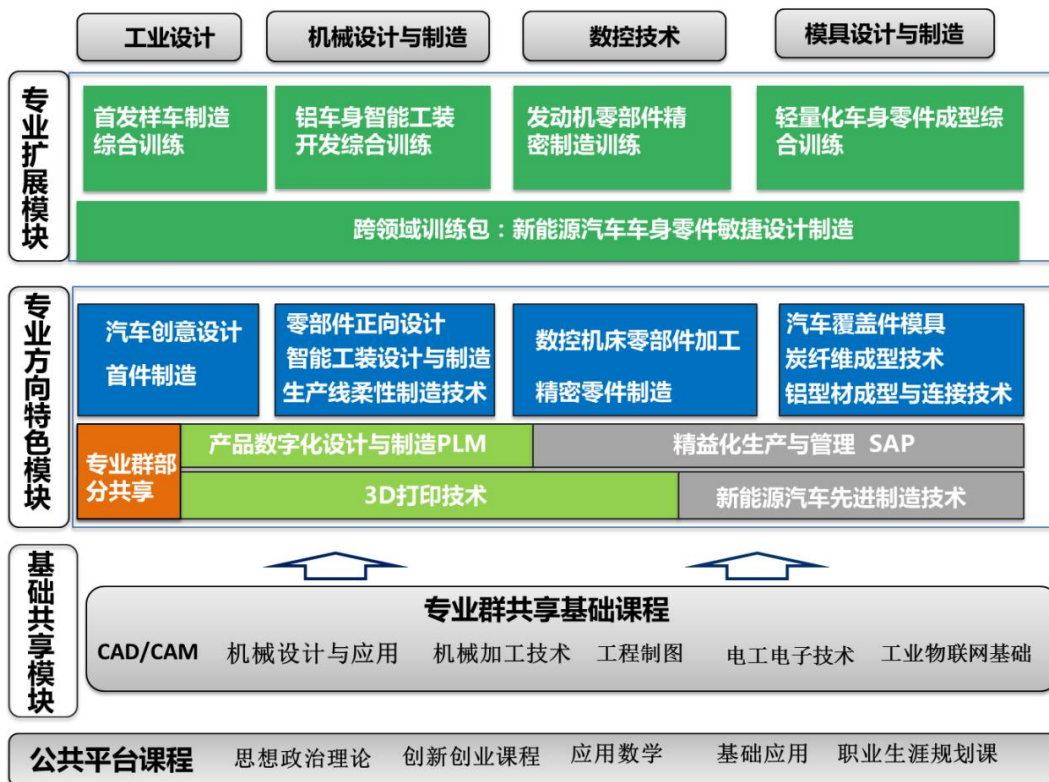 工业设计
机械设计与制造
数控技术
模具设计与制造
专业扩展模块
首发样车制造
综合训练
铝车身智能工装
开发综合训练
发动机零部件精
密制造训练
轻量化车身零件成型综
合训练
跨领域训练包：新能源汽车车身零件敏捷设计制造
专业方向特色模块
汽车创意设计
首件制造
零部件正向设计
智能工装设计与制造
生产线柔性制造技术
数控机床零部件加工
精密零件制造
汽车覆盖件模具
炭纤维成型技术
铝型材成型与连接技术
专业群部
分共享
产品数字化设计与制造PLM
精益化生产与管理 SAP
3D打印技术
新能源汽车先进制造技术
基础共享模块
专业群共享基础课程
CAD/CAM
机械设计与应用
机械加工技术
工程制图
电工电子技术
工业物联网基础
公共平台课程
思想政治理论
创新创业课程
应用数学
基础应用
职业生涯规划课